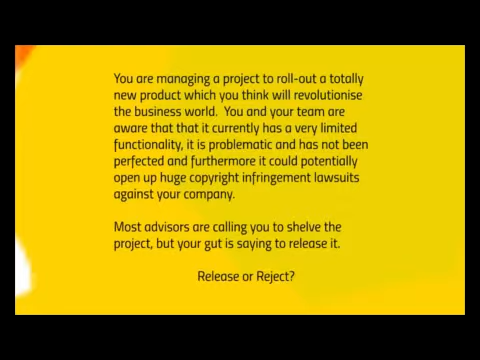 You are managing a project to roll-out a totally
new product which you think will revolutionise
the business world.  You and your team are
aware that that it currently has a very limited
functionality, it is problematic and has not been
perfected and furthermore it could potentially
open up huge copyright infringement lawsuits
against your company.
Most advisors are calling you to shelve the
project, but your gut is saying to release it.
Release or Reject?